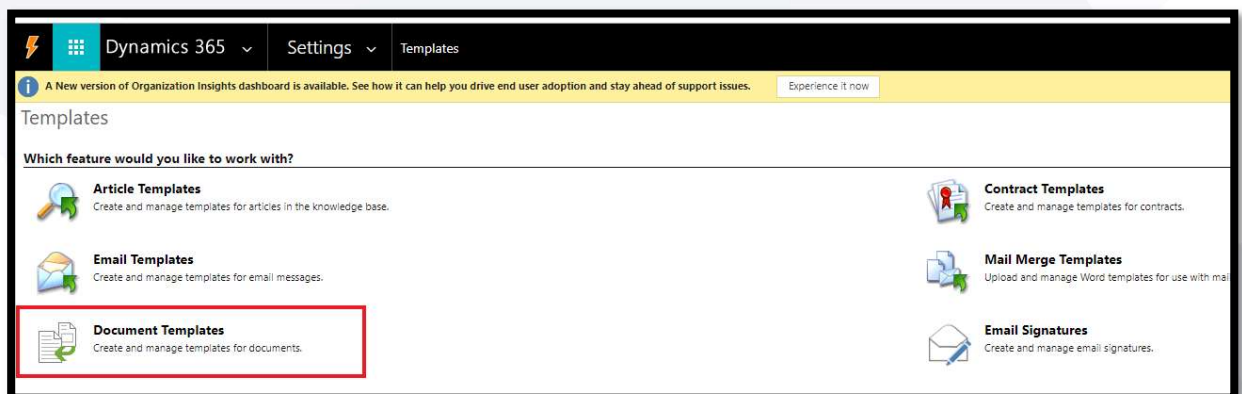 Dynamics 365 Settings Templates
A New version of Organization Insights dashboard is available. See how it can help you drive end user adoption and stay ahead of support issues. Experience it now
Templates
Which feature would you like to work with?
Article Templates
Create and manage templates for articles in the knowledge base.
Contract Templates
Create and manage templates for contracts.
Email Templates
Create and manage templates for email messages.
Mail Merge Templates
Upload and manage Word templates for use with mai
Document Templates
Create and manage templates for documents.
Email Signatures
Create and manage email signatures.